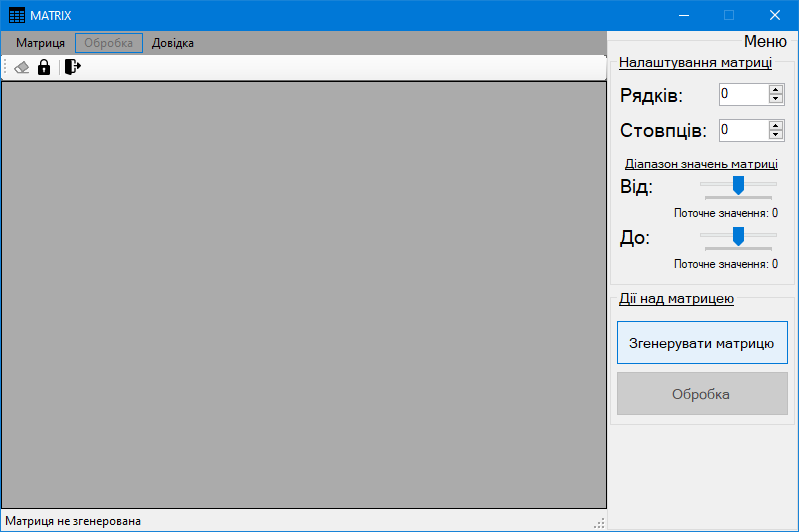 MATRIX
Матриця Обробка Довідка
Меню
Налаштування матриці
Рядків: 0
Стовпців: 0
Діапазон значень матриці
Від:
Поточне значення: 0
До:
Поточне значення: 0
Дії над матрицею
Згенерувати матрицю
Обробка
Матриця не згенерована